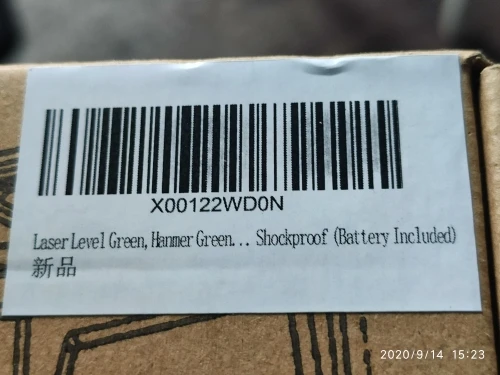 X00122WD0N
Laser Level Green, Hanmer Green... Shockproof (Battery Included)
新品
2020/9/14 15:23